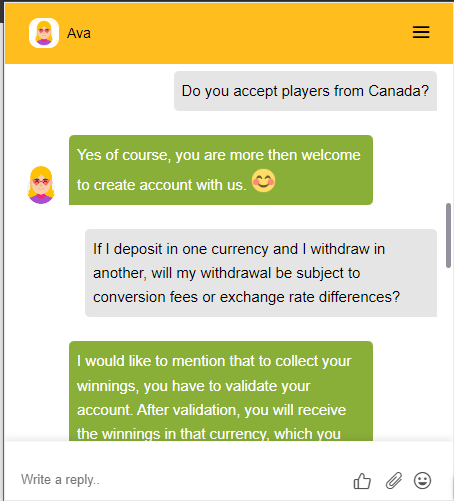 Ava
Do you accept players from Canada?
Yes of course, you are more then welcome
to create account with us. 😊
If I deposit in one currency and I withdraw in
another, will my withdrawal be subject to
conversion fees or exchange rate differences?
I would like to mention that to collect your
winnings, you have to validate your
account. After validation, you will receive
the winnings in that currency, which you
Write a reply..